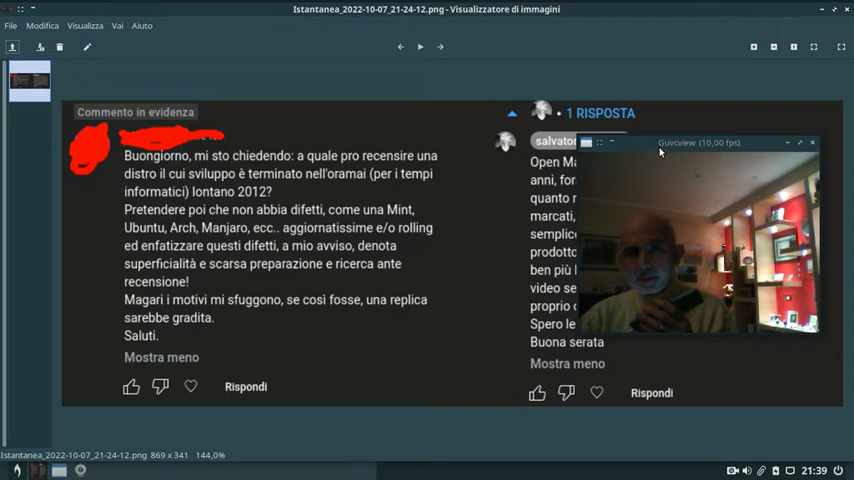 Istantanea_2022-10-07_21-24-12.png - Visualizzatore di immagini
File Modifica Visualizza Vai Aiuto
Commento in evidenza
Buongiorno, mi sto chiedendo: a quale pro recensire una
distro il cui sviluppo è terminato nell'oramai (per i tempi
informatici) lontano 2012?
Pretendere poi che non abbia difetti, come una Mint,
Ubuntu, Arch, Manjaro, ecc.. aggiornatissime e/o rolling
ed enfatizzare questi difetti, a mio avviso, denota
superficialità e scarsa preparazione e ricerca ante
recensione!
Magari i motivi mi sfuggono, se così fosse, una replica
sarebbe gradita.
Saluti.
Mostra meno
Rispondi
• 1 RISPOSTA
salvator
Open Ma
anni, for
quanto r
marcati,
semplice
prodotto
ben più l
video se
proprio c
Spero le
Buona serata
Mostra meno
Rispondi
Guvcview (10,00 fps)
Istantanea_2022-10-07_21-24-12.png 869 x 341 144,0%
21:39